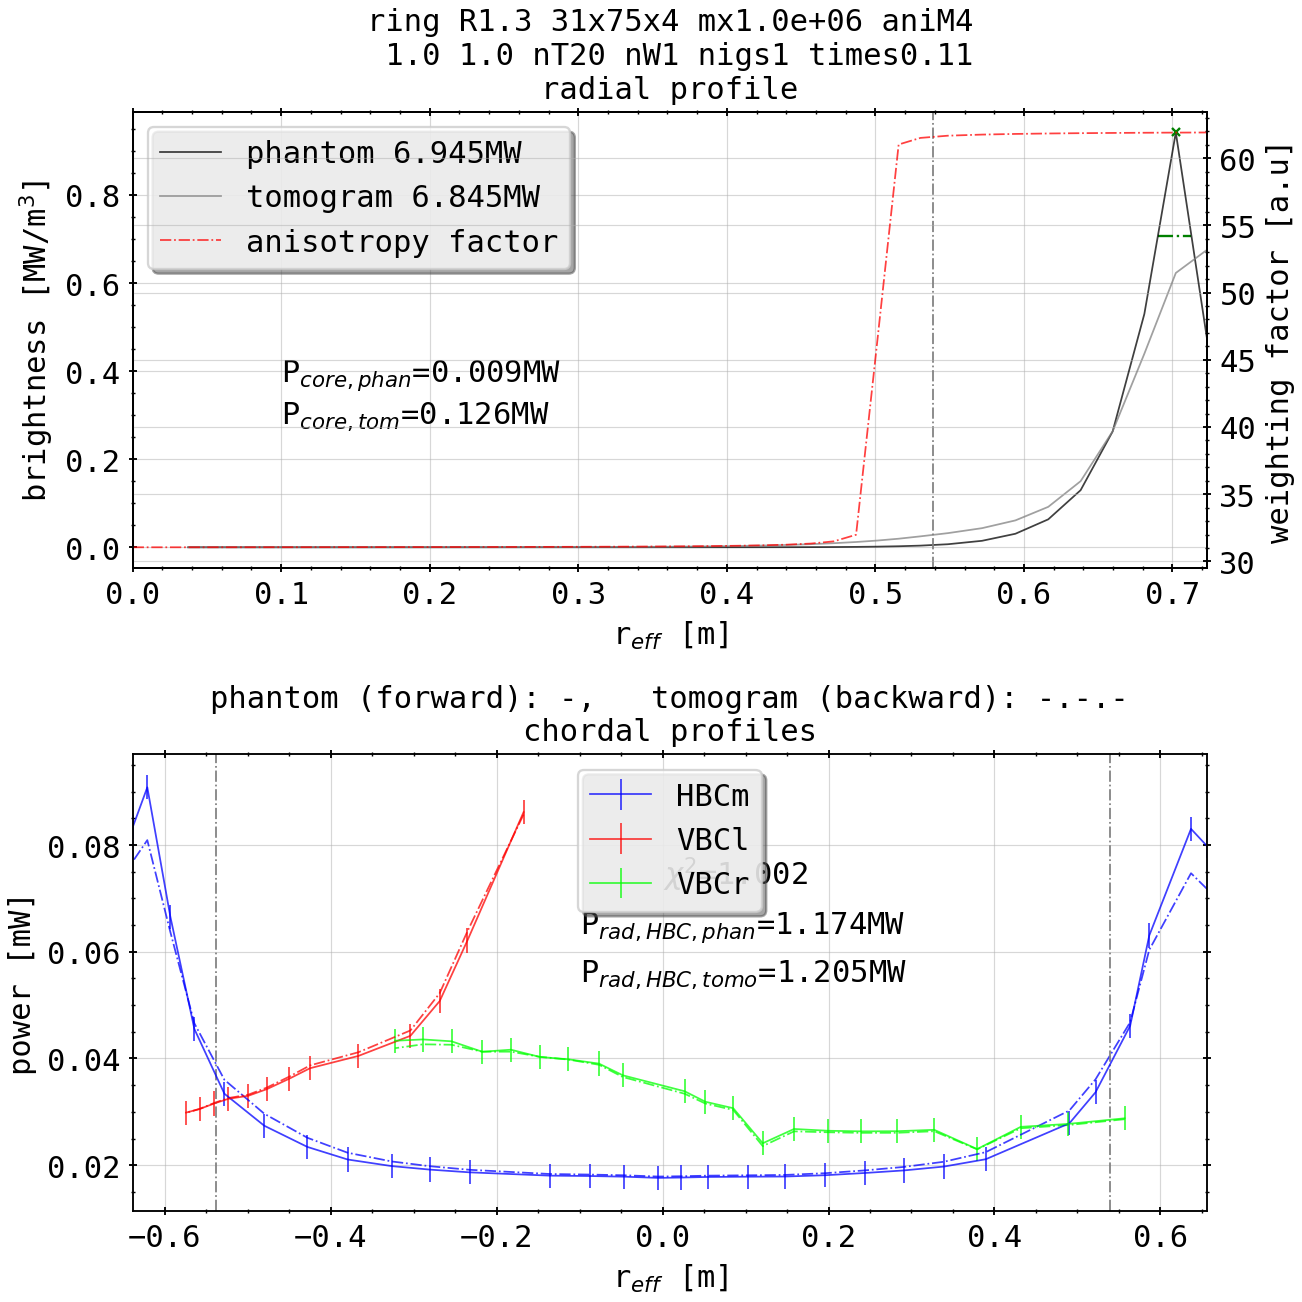 ring R1.3 31x75x4 mx1.0e+06 aniM4
1.0 1.0 nT20 nW1 nigs1 times0.11
radial profile
brightness [MW/m³]
0.8
0.6
0.4
0.2
0.0
phantom 6.945MW
tomogram 6.845MW
anisotropy factor
P_core,phan=0.009MW
P_core,tom=0.126MW
60
55
50
45
40
35
30
weighting factor [a.u]
0.0 0.1 0.2 0.3 0.4 0.5 0.6 0.7
r_eff [m]
phantom (forward): -,   tomogram (backward): -.-.-
chordal profiles
power [mW]
0.08
0.06
0.04
0.02
HBCm
VBCl
VBCr
χ²=1.002
P_rad,HBC,phan=1.174MW
P_rad,HBC,tomo=1.205MW
−0.6 −0.4 −0.2 0.0 0.2 0.4 0.6
r_eff [m]